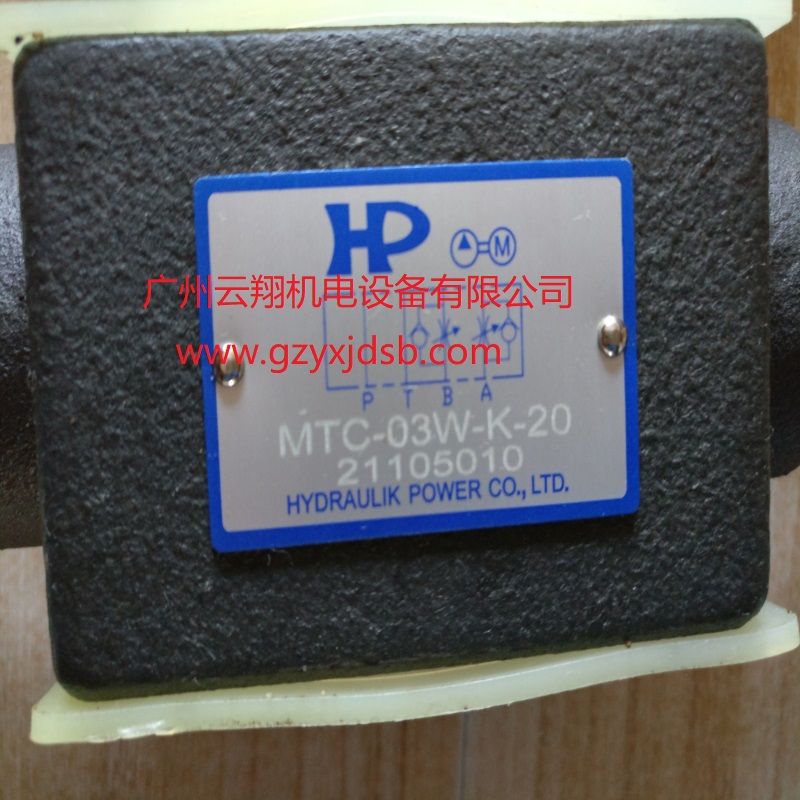 HP
M
广州云翔机电设备有限公司
www.gzyxjdsb.com
P T B A
MTC-03W-K-20
21105010
HYDRAULIK POWER CO., LTD.